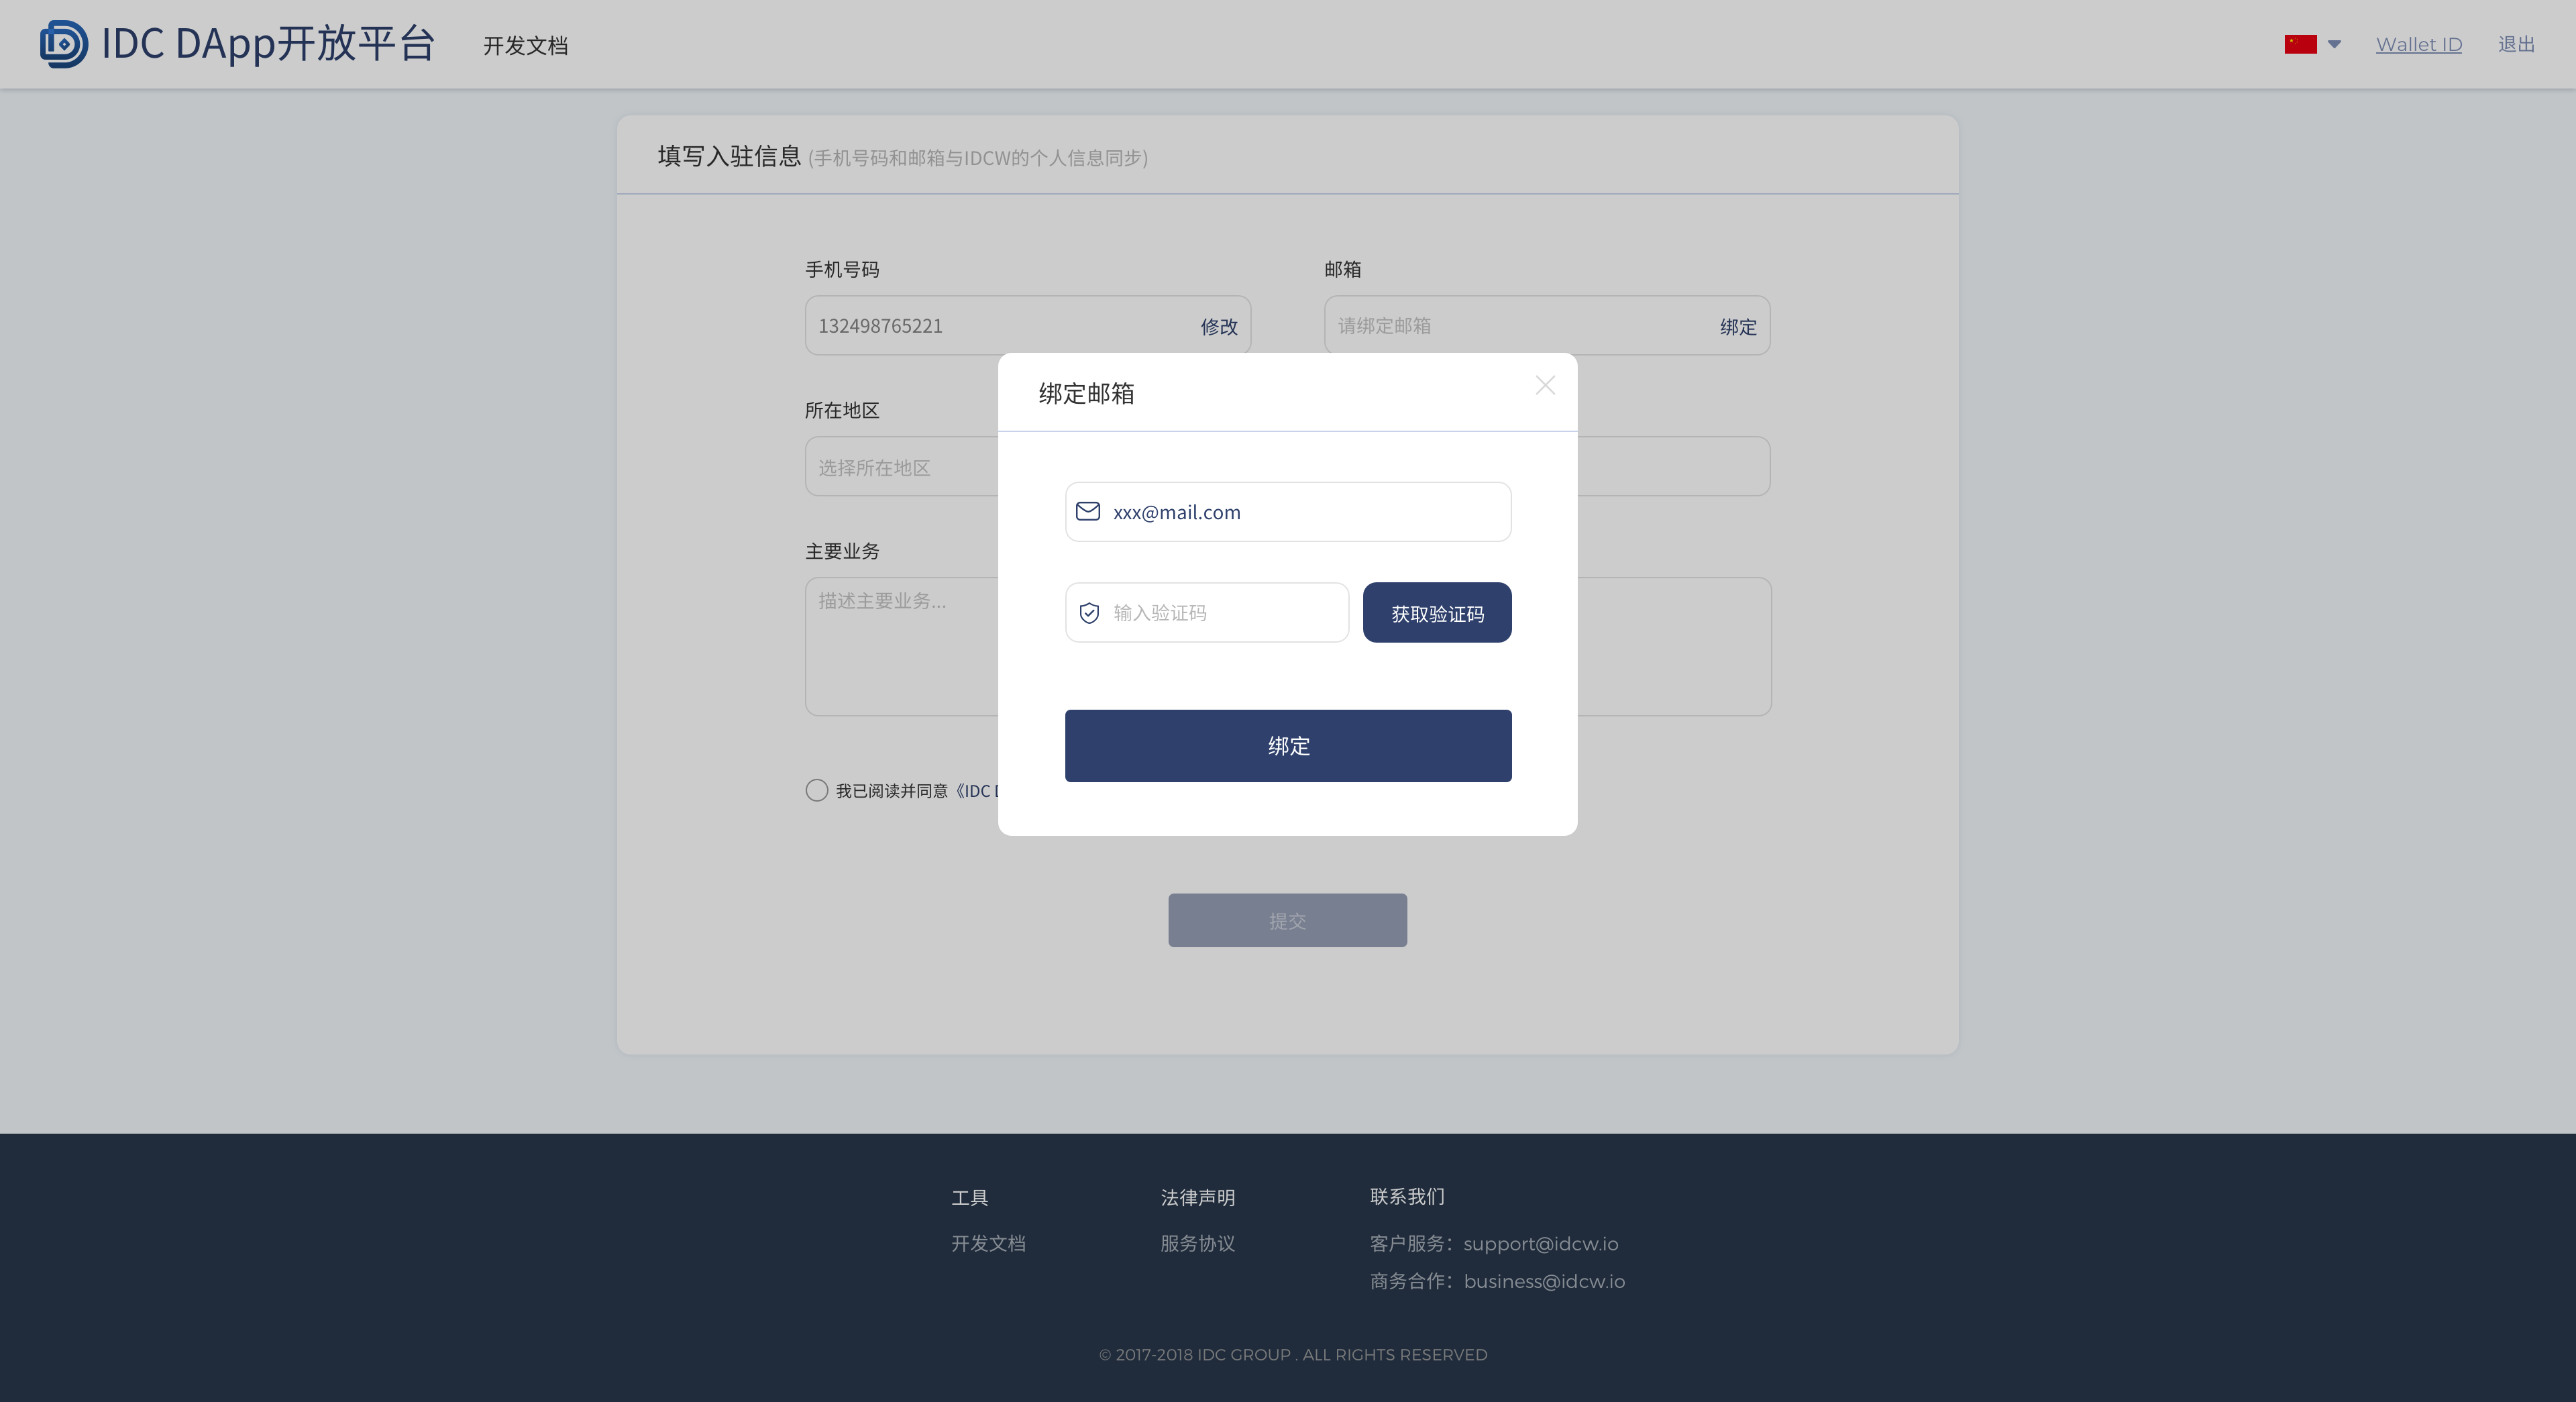 IDC DApp开放平台
开发文档
Wallet ID
退出
填写入驻信息 (手机号码和邮箱与IDCW的个人信息同步)
手机号码
邮箱
132498765221
修改
请绑定邮箱
绑定
绑定邮箱
所在地区
选择所在地区
xxx@mail.com
主要业务
描述主要业务...
输入验证码
获取验证码
绑定
我已阅读并同意《IDC
提交
工具
法律声明
联系我们
开发文档
服务协议
客户服务：support@idcw.io
商务合作：business@idcw.io
© 2017-2018 IDC GROUP . ALL RIGHTS RESERVED